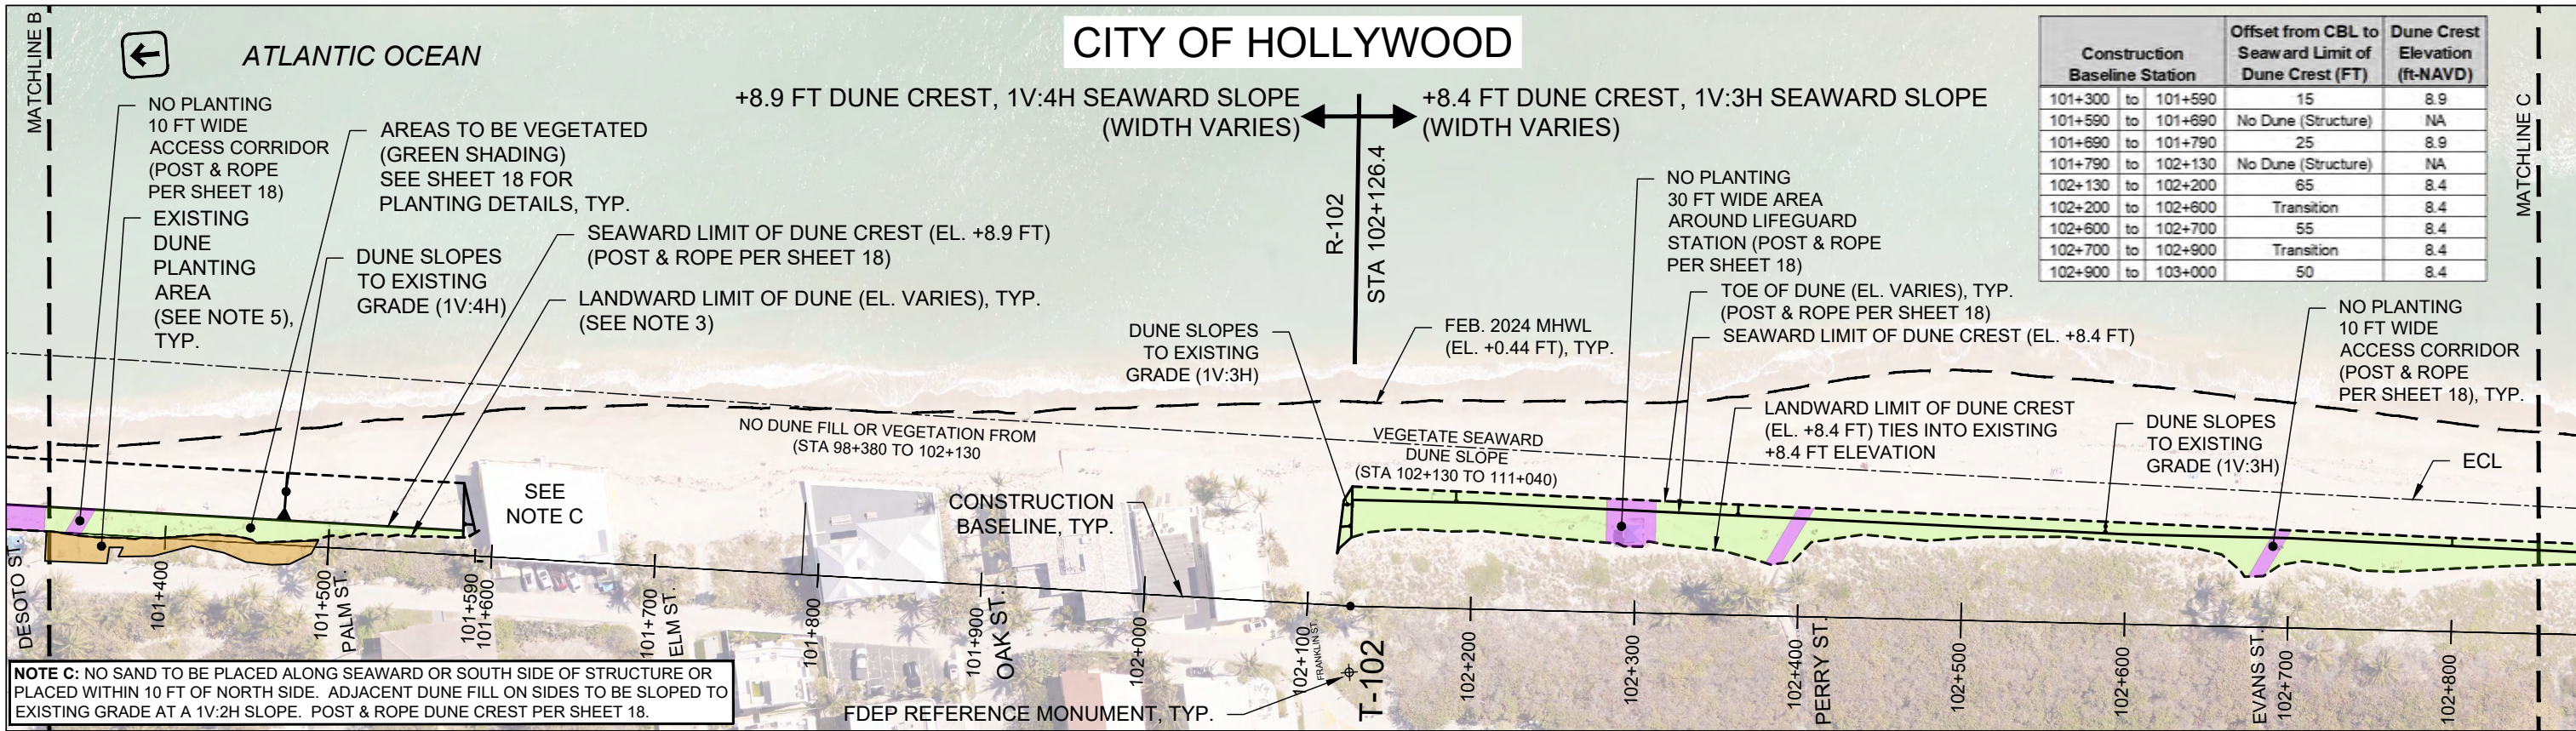 CITY OF HOLLYWOOD
MATCHLINE B
ATLANTIC OCEAN
NO PLANTING
10 FT WIDE
ACCESS CORRIDOR
(POST & ROPE
PER SHEET 18)
EXISTING
DUNE
PLANTING
AREA
(SEE NOTE 5),
TYP.
AREAS TO BE VEGETATED
(GREEN SHADING)
SEE SHEET 18 FOR
PLANTING DETAILS, TYP.
DUNE SLOPES
TO EXISTING
GRADE (1V:4H)
SEAWARD LIMIT OF DUNE CREST (EL. +8.9 FT)
(POST & ROPE PER SHEET 18)
LANDWARD LIMIT OF DUNE (EL. VARIES), TYP.
(SEE NOTE 3)
+8.9 FT DUNE CREST, 1V:4H SEAWARD SLOPE
(WIDTH VARIES)
+8.4 FT DUNE CREST, 1V:3H SEAWARD SLOPE
(WIDTH VARIES)
R-102
STA 102+126.4
DUNE SLOPES
TO EXISTING
GRADE (1V:3H)
FEB. 2024 MHWL
(EL. +0.44 FT), TYP.
NO PLANTING
30 FT WIDE AREA
AROUND LIFEGUARD
STATION (POST & ROPE
PER SHEET 18)
TOE OF DUNE (EL. VARIES), TYP.
(POST & ROPE PER SHEET 18)
SEAWARD LIMIT OF DUNE CREST (EL. +8.4 FT)
LANDWARD LIMIT OF DUNE CREST
(EL. +8.4 FT) TIES INTO EXISTING
+8.4 FT ELEVATION
DUNE SLOPES
TO EXISTING
GRADE (1V:3H)
NO PLANTING
10 FT WIDE
ACCESS CORRIDOR
(POST & ROPE
PER SHEET 18), TYP.
ECL
MATCHLINE C
Construction Baseline Station | Offset from CBL to Seaward Limit of Dune Crest (FT) | Dune Crest Elevation (ft-NAVD)
101+300 to 101+590 15 8.9
101+590 to 101+690 No Dune (Structure) NA
101+690 to 101+790 25 8.9
101+790 to 102+130 No Dune (Structure) NA
102+130 to 102+200 65 8.4
102+200 to 102+600 Transition 8.4
102+600 to 102+700 55 8.4
102+700 to 102+900 Transition 8.4
102+900 to 103+000 50 8.4
NO DUNE FILL OR VEGETATION FROM
(STA 98+380 TO 102+130
VEGETATE SEAWARD
DUNE SLOPE
(STA 102+130 TO 111+040)
SEE
NOTE C
CONSTRUCTION
BASELINE, TYP.
DESOTO ST.
101+400
101+500
PALM ST.
101+590
101+600
101+700
ELM ST.
101+800
101+900
OAK ST.
102+000
102+100
FRANKLIN ST.
T-102
102+200
102+300
102+400
PERRY ST.
102+500
102+600
EVANS ST.
102+700
102+800
FDEP REFERENCE MONUMENT, TYP.
NOTE C: NO SAND TO BE PLACED ALONG SEAWARD OR SOUTH SIDE OF STRUCTURE OR
PLACED WITHIN 10 FT OF NORTH SIDE. ADJACENT DUNE FILL ON SIDES TO BE SLOPED TO
EXISTING GRADE AT A 1V:2H SLOPE. POST & ROPE DUNE CREST PER SHEET 18.